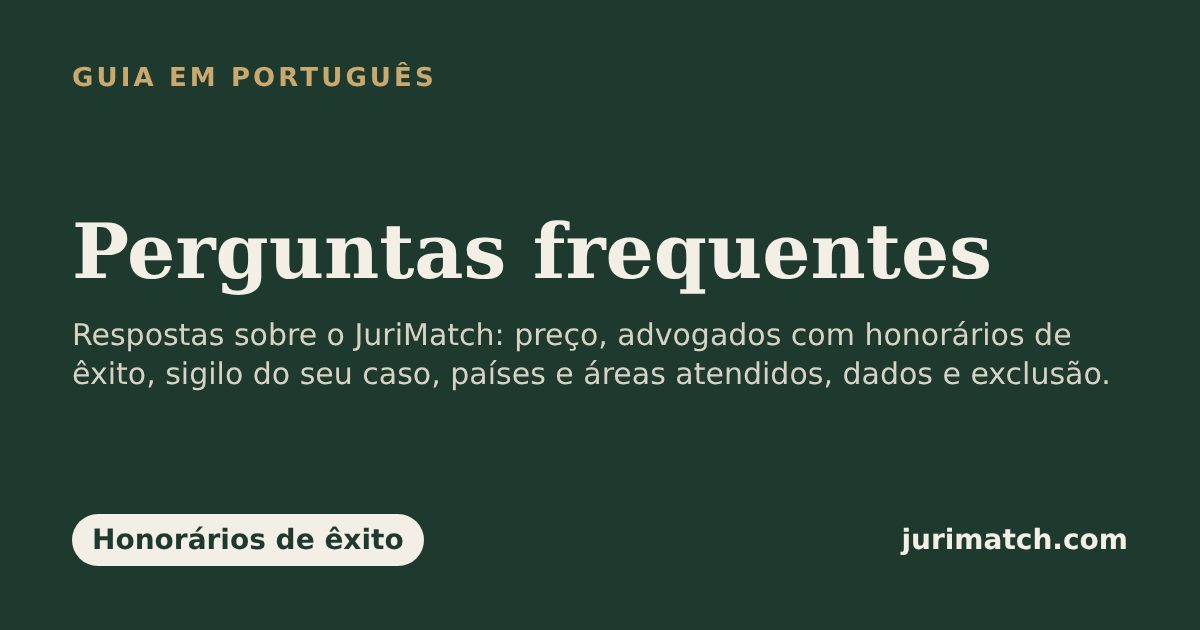 GUIA EM PORTUGUÊS
Perguntas frequentes
Respostas sobre o JuriMatch: preço, advogados com honorários de
êxito, sigilo do seu caso, países e áreas atendidos, dados e exclusão.
Honorários de êxito
jurimatch.com